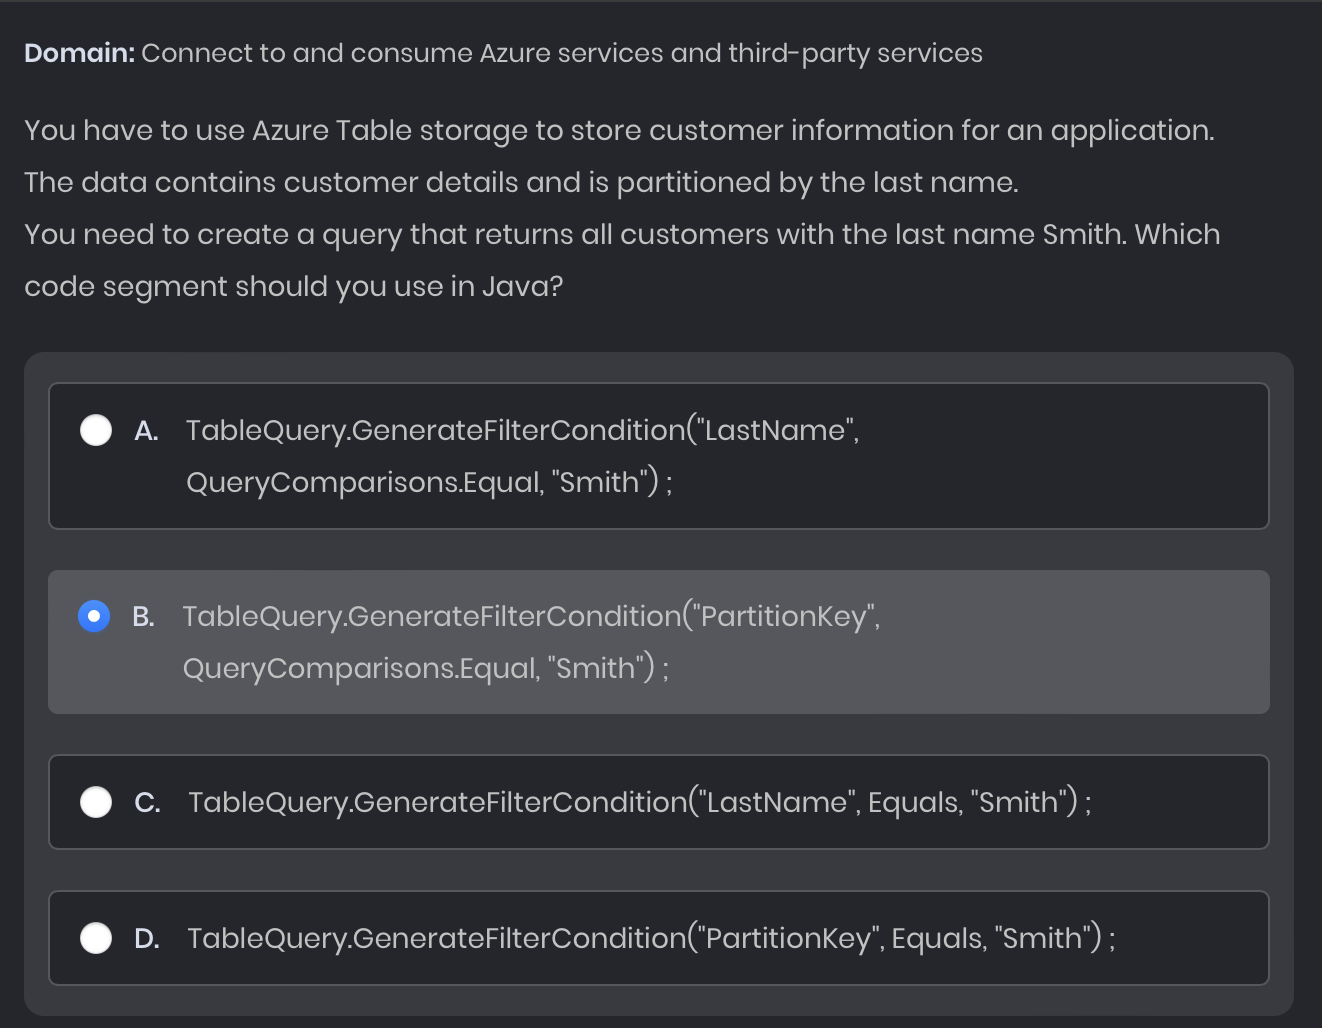 Domain: Connect to and consume Azure services and third-party services
You have to use Azure Table storage to store customer information for an application.
The data contains customer details and is partitioned by the last name.
You need to create a query that returns all customers with the last name Smith. Which
code segment should you use in Java?
A. TableQuery.GenerateFilterCondition("LastName",
QueryComparisons.Equal, "Smith") ;
B. TableQuery.GenerateFilterCondition("PartitionKey",
QueryComparisons.Equal, "Smith") ;
C. TableQuery.GenerateFilterCondition("LastName", Equals, "Smith") ;
D. TableQuery.GenerateFilterCondition("PartitionKey", Equals, "Smith") ;